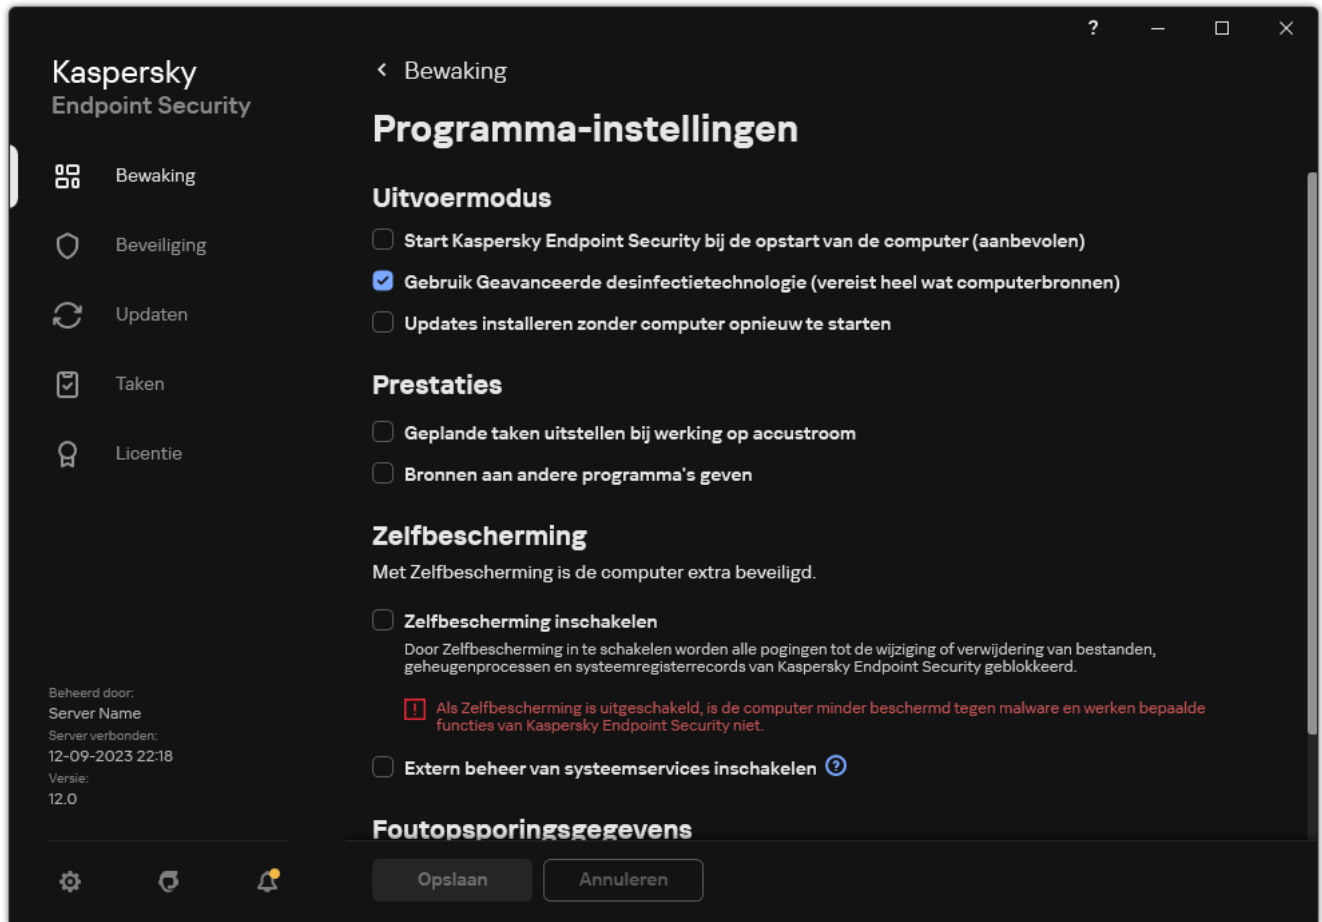 ?
Kaspersky
Endpoint Security
Bewaking
Beveiliging
Updaten
Taken
Licentie
Beheerd door:
Server Name
Server verbonden:
12-09-2023 22:18
Versie:
12.0
Bewaking
Programma-instellingen
Uitvoermodus
Start Kaspersky Endpoint Security bij de opstart van de computer (aanbevolen)
Gebruik Geavanceerde desinfectietechnologie (vereist heel wat computerbronnen)
Updates installeren zonder computer opnieuw te starten
Prestaties
Geplande taken uitstellen bij werking op accustroom
Bronnen aan andere programma's geven
Zelfbescherming
Met Zelfbescherming is de computer extra beveiligd.
Zelfbescherming inschakelen
Door Zelfbescherming in te schakelen worden alle pogingen tot de wijziging of verwijdering van bestanden,
geheugenprocessen en systeemregisterrecords van Kaspersky Endpoint Security geblokkeerd.
Als Zelfbescherming is uitgeschakeld, is de computer minder beschermd tegen malware en werken bepaalde
functies van Kaspersky Endpoint Security niet.
Extern beheer van systeemservices inschakelen ?
Foutopsporingsgegevens
Opslaan
Annuleren